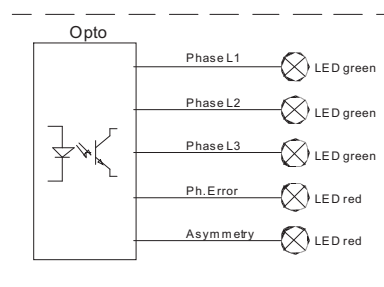 Opto
Phase L1 LED green
Phase L2 LED green
Phase L3 LED green
Ph.Error LED red
Asymmetry LED red